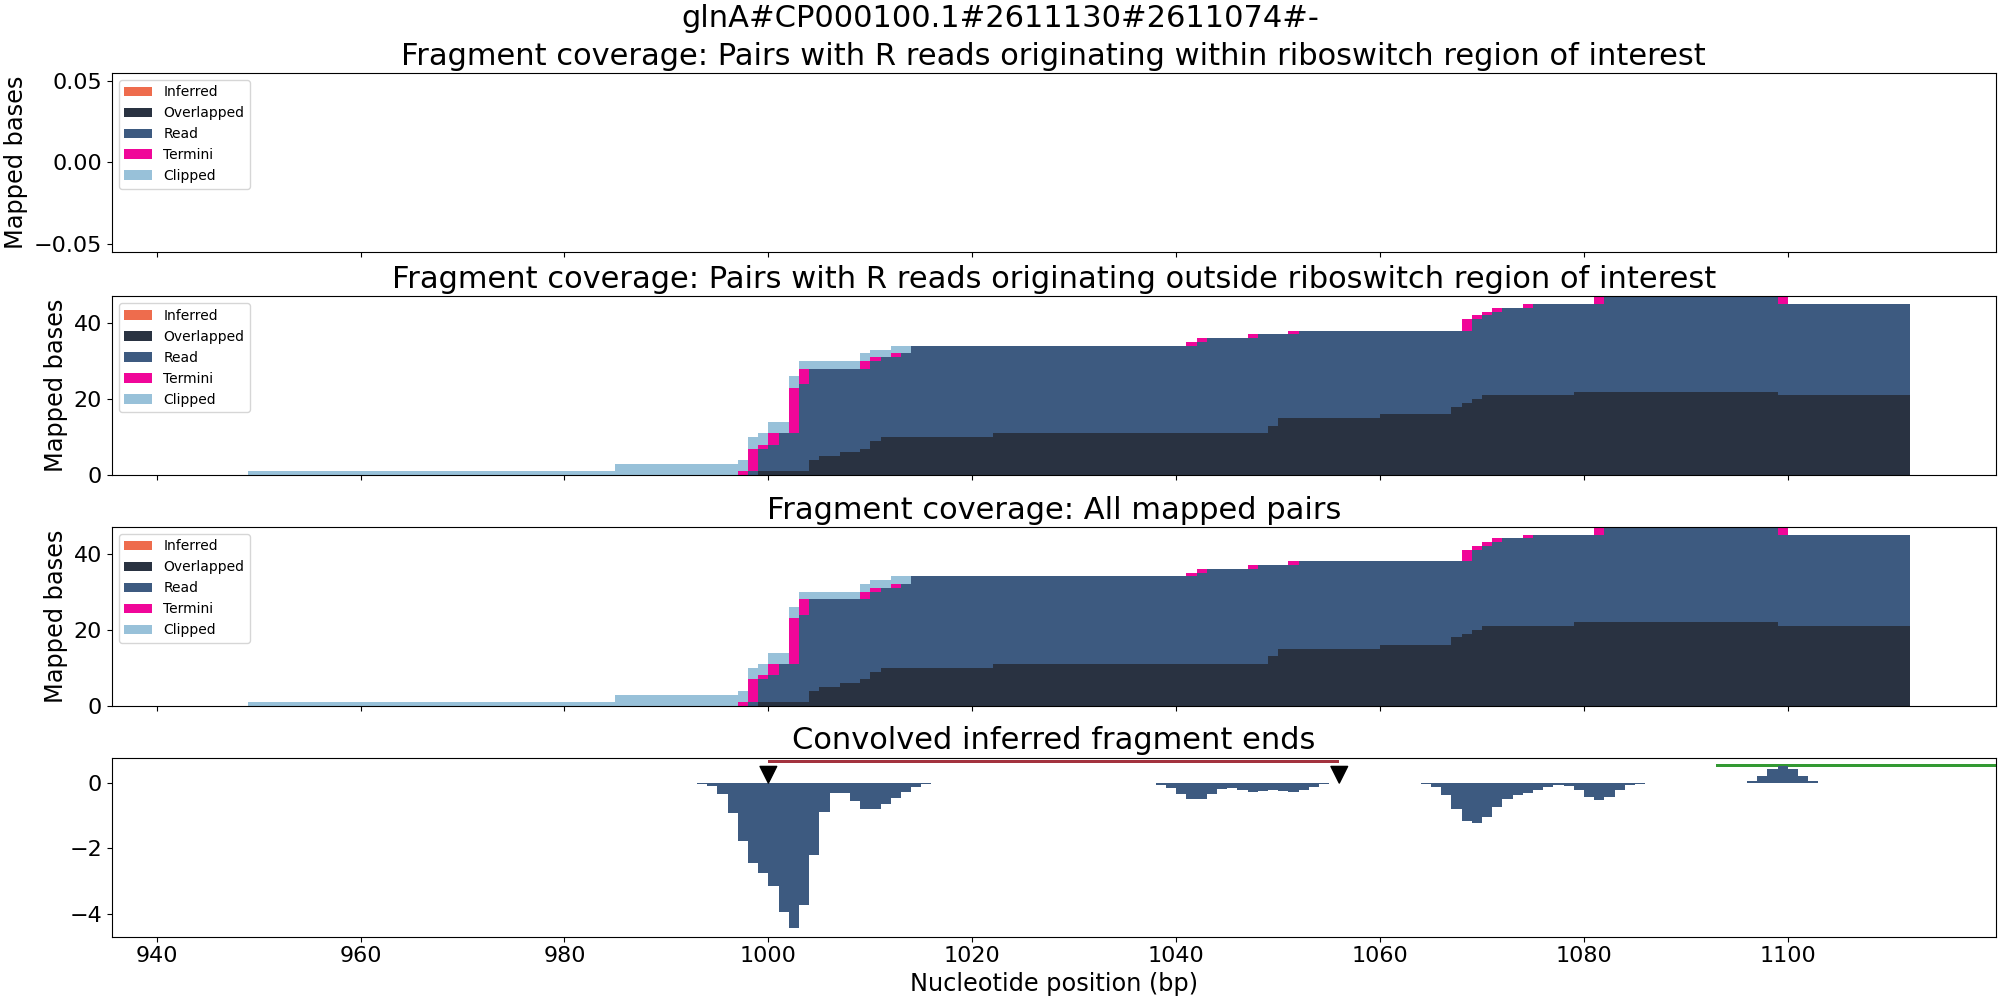 glnA#CP000100.1#2611130#2611074#-
Fragment coverage: Pairs with R reads originating within riboswitch region of interest
Mapped bases
0.05
0.00
−0.05
Inferred
Overlapped
Read
Termini
Clipped
Fragment coverage: Pairs with R reads originating outside riboswitch region of interest
Mapped bases
40
20
0
Inferred
Overlapped
Read
Termini
Clipped
Fragment coverage: All mapped pairs
Mapped bases
40
20
0
Inferred
Overlapped
Read
Termini
Clipped
Convolved inferred fragment ends
0
−2
−4
940 960 980 1000 1020 1040 1060 1080 1100
Nucleotide position (bp)